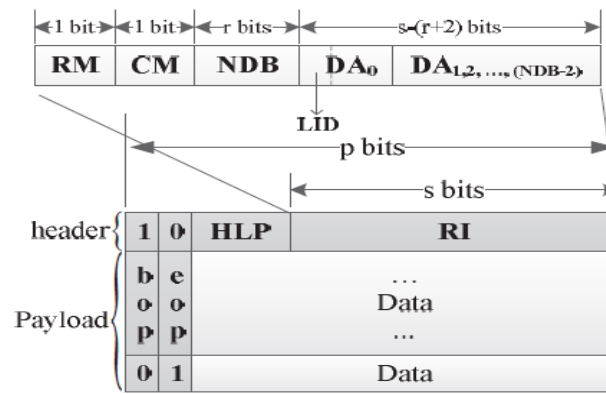 1 bit 1 bit r bits s-(r+2) bits
RM CM NDB DA₀ DA₁,₂, ..., (NDB-2).
LID
p bits
s bits
header 1 0 HLP RI
b e ...
Payload o o Data
p p ...
0 1 Data